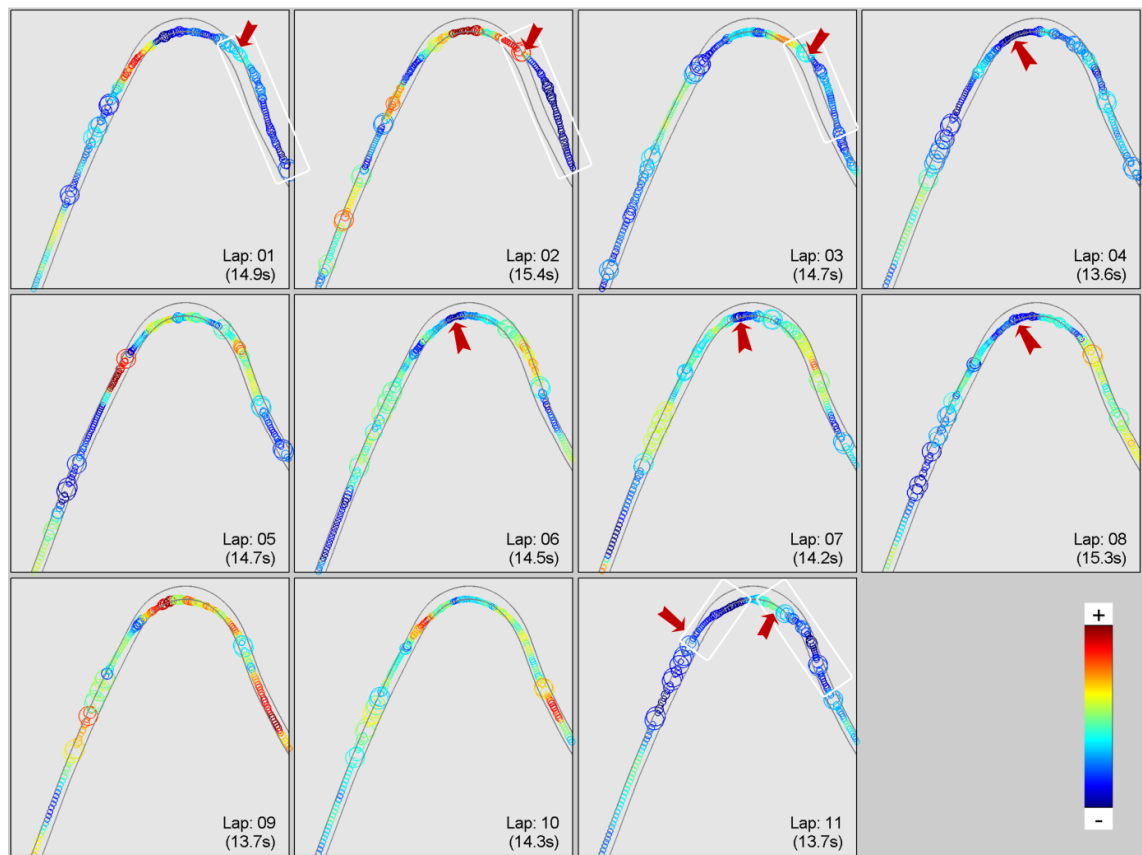 Lap: 01
(14.9s)
Lap: 02
(15.4s)
Lap: 03
(14.7s)
Lap: 04
(13.6s)
Lap: 05
(14.7s)
Lap: 06
(14.5s)
Lap: 07
(14.2s)
Lap: 08
(15.3s)
Lap: 09
(13.7s)
Lap: 10
(14.3s)
Lap: 11
(13.7s)
+
-